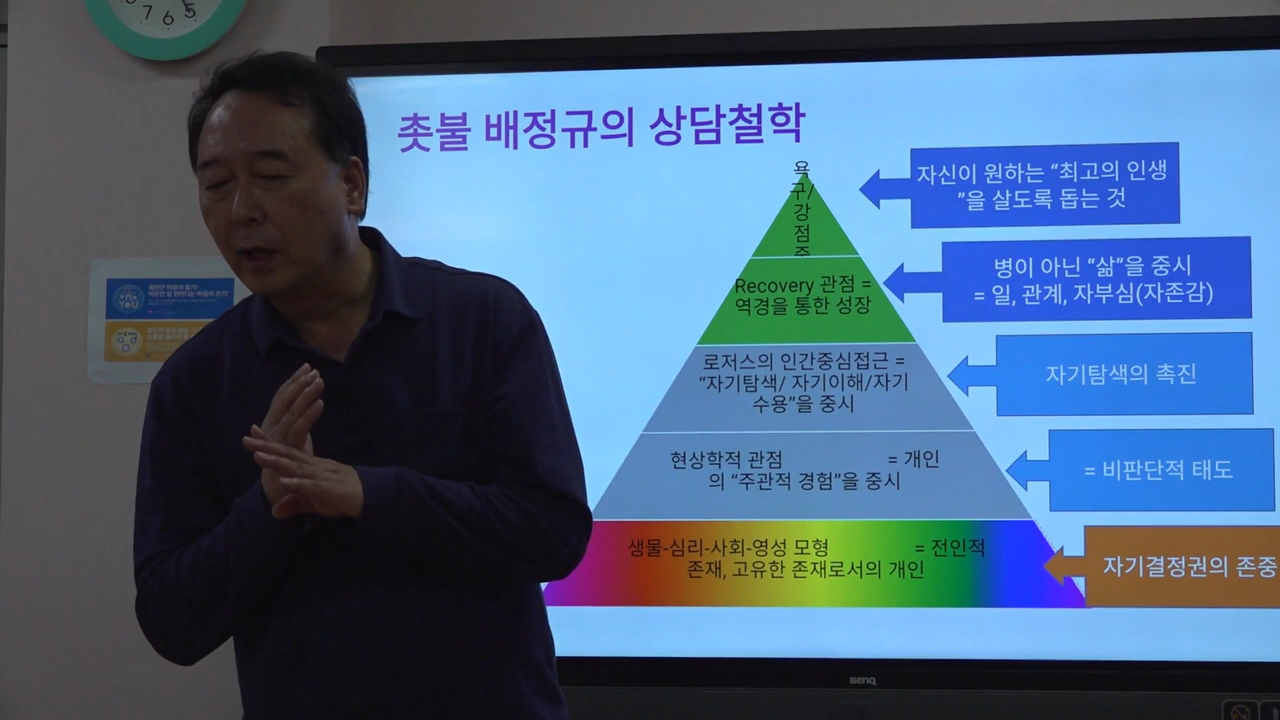 7 6 5
촛불 배정규의 상담철학
욕
구/
강
점
중
자신이 원하는 “최고의 인생
”을 살도록 돕는 것
Recovery 관점 =
역경을 통한 성장
병이 아닌 “삶”을 중시
= 일, 관계, 자부심(자존감)
로저스의 인간중심접근 =
“자기탐색/ 자기이해/자기
수용”을 중시
자기탐색의 촉진
현상학적 관점 = 개인
의 “주관적 경험”을 중시
= 비판단적 태도
생물-심리-사회-영성 모형 = 전인적
존재, 고유한 존재로서의 개인
자기결정권의 존중
BenQ